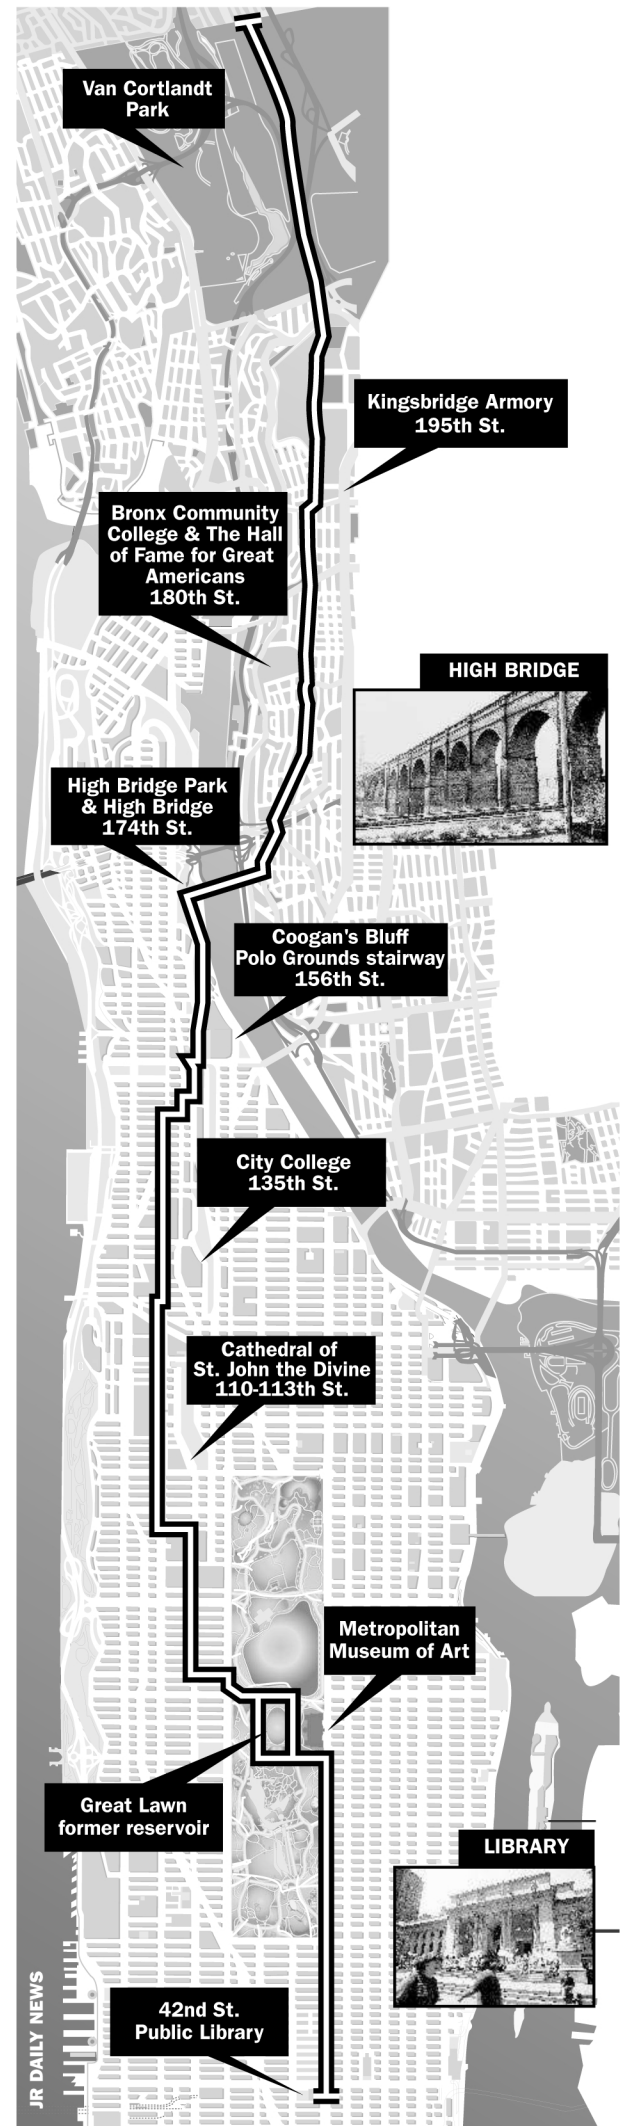 Van Cortlandt
Park
Kingsbridge Armory
195th St.
Bronx Community
College & The Hall
of Fame for Great
Americans
180th St.
HIGH BRIDGE
High Bridge Park
& High Bridge
174th St.
Coogan's Bluff
Polo Grounds stairway
156th St.
City College
135th St.
Cathedral of
St. John the Divine
110-113th St.
Metropolitan
Museum of Art
Great Lawn
former reservoir
LIBRARY
42nd St.
Public Library
JR DAILY NEWS